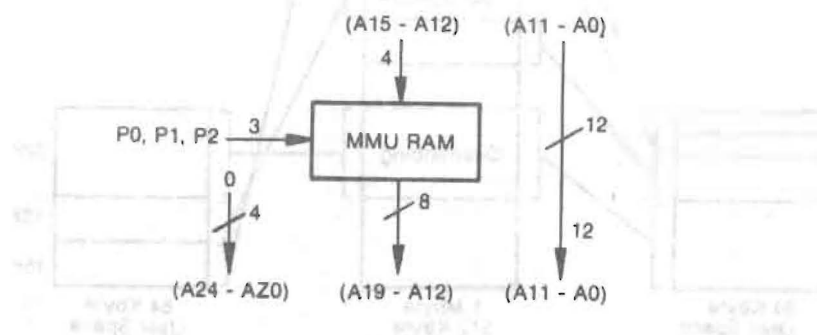 (A15 - A12) (A11 - A0)
4
P0, P1, P2 3 MMU RAM 12
0
4 8
12
(A24 - AZ0) (A19 - A12) (A11 - A0)